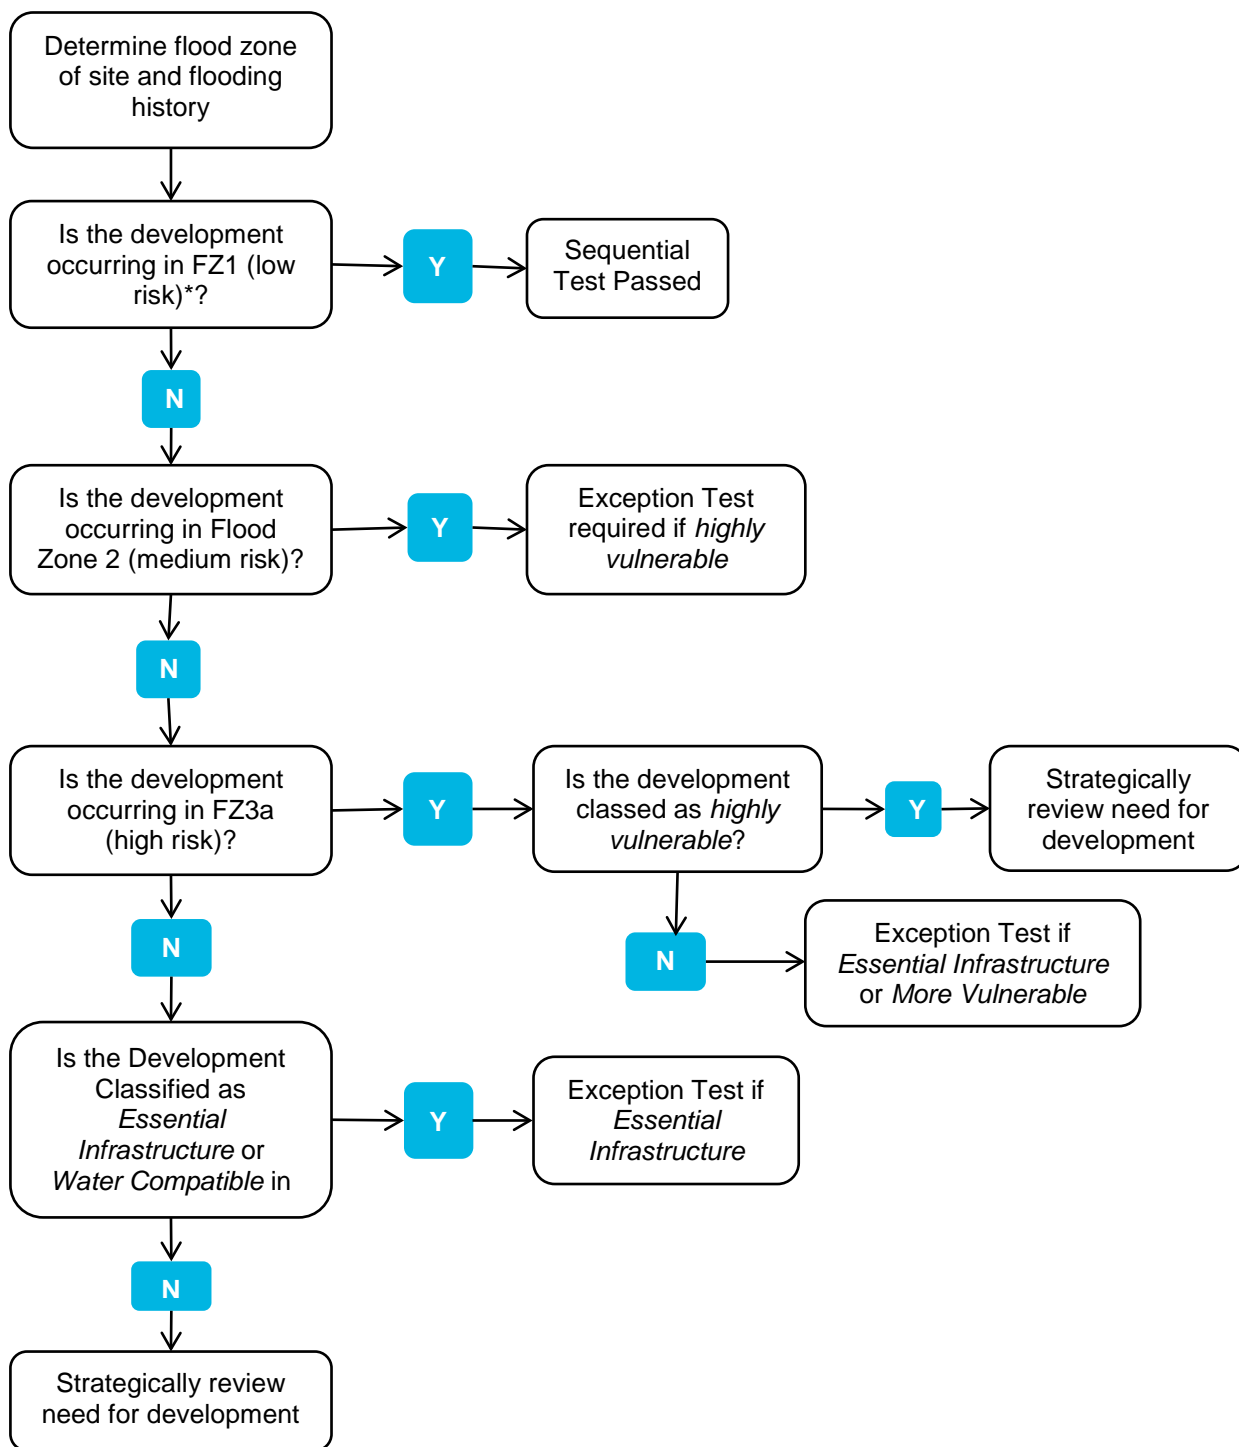 Determine flood zone
of site and flooding
history
Is the development
occurring in FZ1 (low
risk)*?
Y
Sequential
Test Passed
N
Is the development
occurring in Flood
Zone 2 (medium risk)?
Y
Exception Test
required if highly
vulnerable
N
Is the development
occurring in FZ3a
(high risk)?
Y
Is the development
classed as highly
vulnerable?
Y
Strategically
review need for
development
N
Exception Test if
Essential Infrastructure
or More Vulnerable
N
Is the Development
Classified as
Essential
Infrastructure or
Water Compatible in
Y
Exception Test if
Essential
Infrastructure
N
Strategically review
need for development